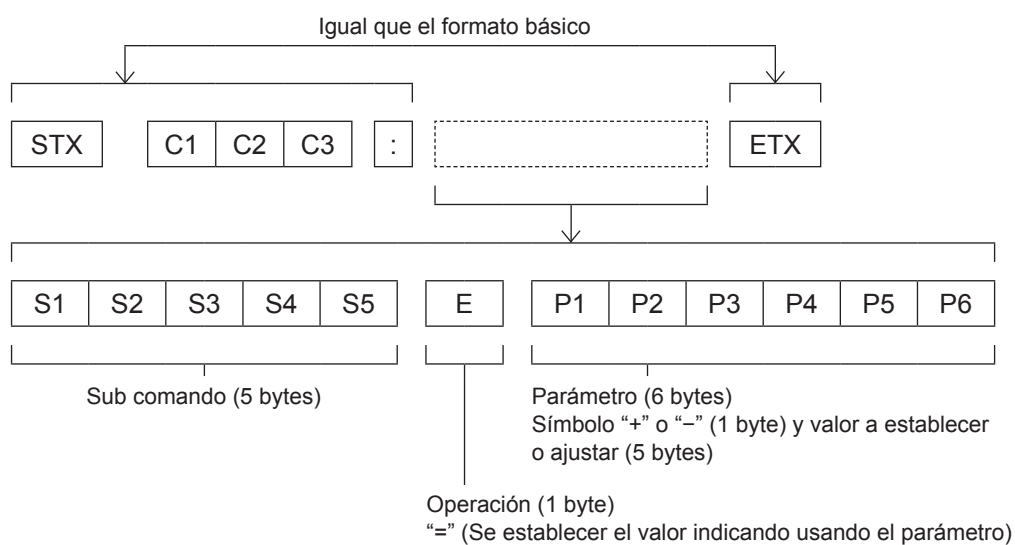 Igual que el formato básico
STX C1 C2 C3 : ETX
S1 S2 S3 S4 S5 E P1 P2 P3 P4 P5 P6
Sub comando (5 bytes)
Parámetro (6 bytes)
Símbolo “+” o “−” (1 byte) y valor a establecer
o ajustar (5 bytes)
Operación (1 byte)
“=” (Se establecer el valor indicando usando el parámetro)